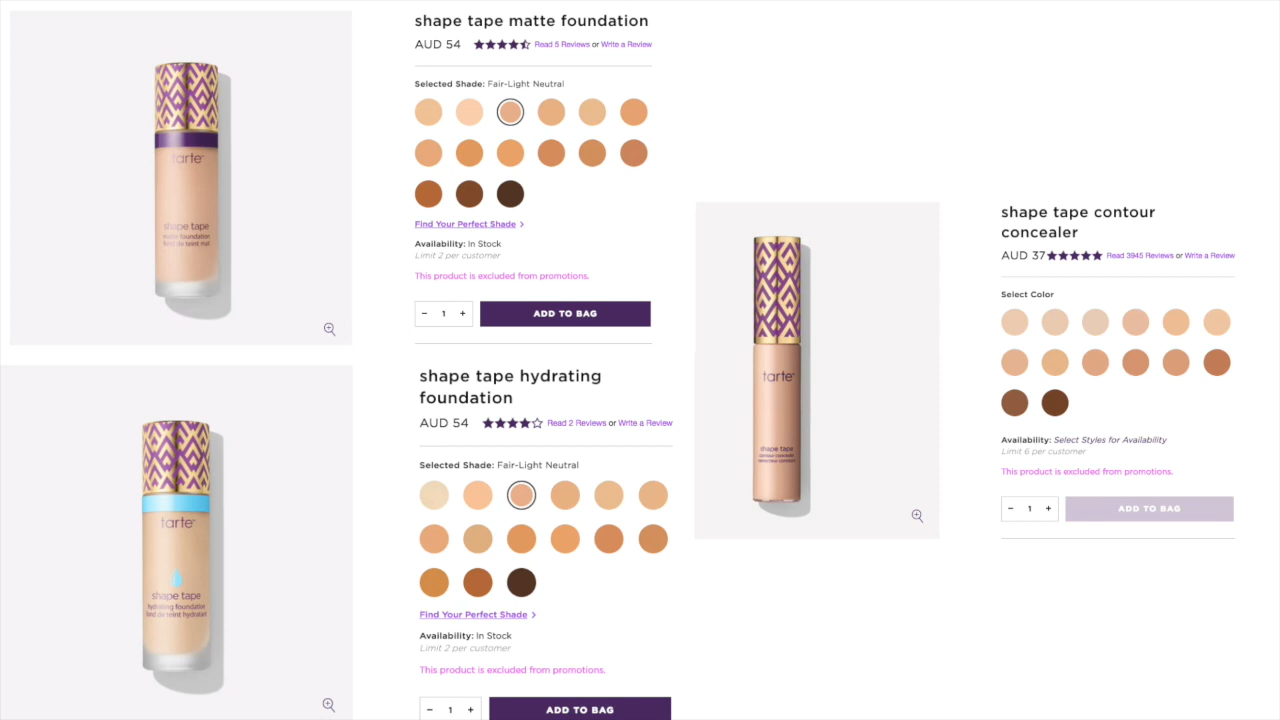 shape tape matte foundation
AUD 54 Read 5 Reviews or Write a Review
Selected Shade: Fair-Light Neutral
Find Your Perfect Shade >
Availability: In Stock
Limit 2 per customer
This product is excluded from promotions.
− 1 + ADD TO BAG
tarte™
shape tape
matte foundation
fond de teint mat
shape tape hydrating
foundation
AUD 54 Read 2 Reviews or Write a Review
Selected Shade: Fair-Light Neutral
Find Your Perfect Shade >
Availability: In Stock
Limit 2 per customer
This product is excluded from promotions.
− 1 + ADD TO BAG
tarte™
shape tape
hydrating foundation
fond de teint hydratant
shape tape contour
concealer
AUD 37 Read 3945 Reviews or Write a Review
Select Color
Availability: Select Styles for Availability
Limit 6 per customer
This product is excluded from promotions.
− 1 + ADD TO BAG
tarte™
shape tape
contour concealer